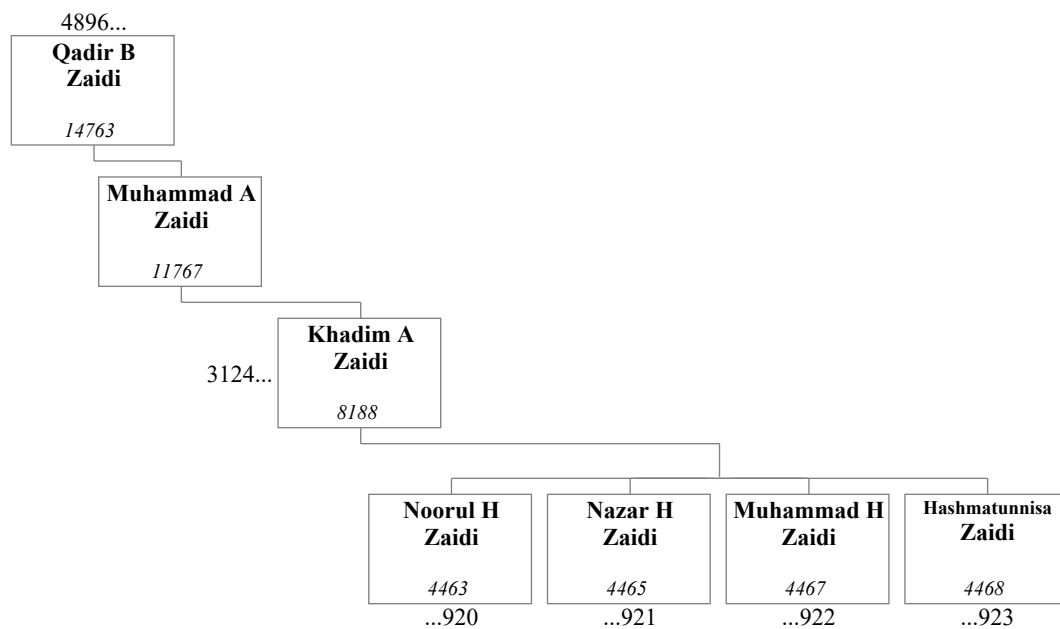 4896...
Qadir B
Zaidi
14763
Muhammad A
Zaidi
11767
Khadim A
Zaidi
3124...
8188
Noorul H
Zaidi
4463
...920
Nazar H
Zaidi
4465
...921
Muhammad H
Zaidi
4467
...922
Hashmatunnisa
Zaidi
4468
...923